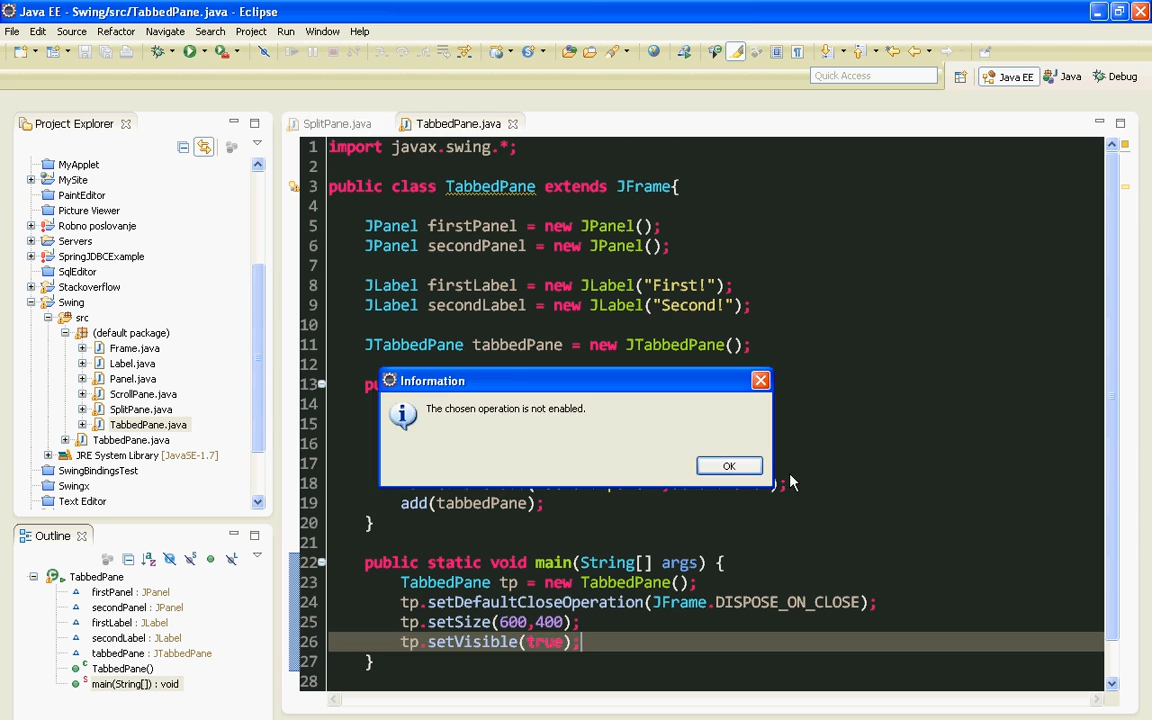 Java EE - Swing/src/TabbedPane.java - Eclipse
File Edit Source Refactor Navigate Search Project Run Window Help
Quick Access
Java EE
Java
Debug
Project Explorer
MyApplet
MySite
PaintEditor
Picture Viewer
Robno poslovanje
Servers
SpringJDBCExample
SqlEditor
Stackoverflow
Swing
src
(default package)
Frame.java
Label.java
Panel.java
ScrollPane.java
SplitPane.java
TabbedPane.java
TabbedPane.java
JRE System Library [JavaSE-1.7]
SwingBindingsTest
Swingx
Text Editor
Outline
TabbedPane
firstPanel : JPanel
secondPanel : JPanel
firstLabel : JLabel
secondLabel : JLabel
tabbedPane : JTabbedPane
TabbedPane()
main(String[]) : void
SplitPane.java
TabbedPane.java
1 import javax.swing.*;
2
3 public class TabbedPane extends JFrame{
4
5 JPanel firstPanel = new JPanel();
6 JPanel secondPanel = new JPanel();
7
8 JLabel firstLabel = new JLabel("First!");
9 JLabel secondLabel = new JLabel("Second!");
10
11 JTabbedPane tabbedPane = new JTabbedPane();
12
13 pu
14
15
16
17
18 );
19 add(tabbedPane);
20 }
21
22 public static void main(String[] args) {
23 TabbedPane tp = new TabbedPane();
24 tp.setDefaultCloseOperation(JFrame.DISPOSE_ON_CLOSE);
25 tp.setSize(600,400);
26 tp.setVisible(true);
27 }
28
Information
The chosen operation is not enabled.
OK